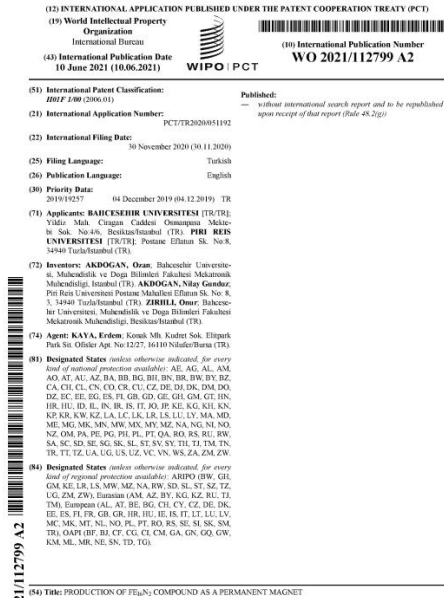 (12) INTERNATIONAL APPLICATION PUBLISHED UNDER THE PATENT COOPERATION TREATY (PCT)
(19) World Intellectual Property
Organization
International Bureau
(43) International Publication Date
10 June 2021 (10.06.2021)
WIPO | PCT
(10) International Publication Number
WO 2021/112799 A2
(51) International Patent Classification:
H01F 1/00 (2006.01)
(21) International Application Number:
PCT/TR2020/051192
(22) International Filing Date:
30 November 2020 (30.11.2020)
(25) Filing Language: Turkish
(26) Publication Language: English
(30) Priority Data:
2019/19257 04 December 2019 (04.12.2019) TR
(71) Applicants: BAHCESEHIR UNIVERSITESI [TR/TR];
Yildiz Mah. Ciragan Caddesi Osmanpasa Mekte-
bi Sok. No:4/6, Besiktas/Istanbul (TR). PIRI REIS
UNIVERSITESI [TR/TR]; Postane Eflatun Sk. No:8,
34940 Tuzla/Istanbul (TR).
(72) Inventors: AKDOGAN, Ozan; Bahcesehir Universite-
si, Muhendislik ve Doga Bilimleri Fakultesi Mekatronik
Muhendisligi, Istanbul (TR). AKDOGAN, Nilay Gunduz;
Piri Reis Universitesi Postane Mahallesi Eflatun Sk. No: 8,
3, 34940 Tuzla/Istanbul (TR). ZIRHLI, Onur; Bahcese-
hir Universitesi, Muhendislik ve Doga Bilimleri Fakultesi
Mekatronik Muhendisligi, Besiktas/Istanbul (TR).
(74) Agent: KAYA, Erdem; Konak Mh. Kudret Sok. Elitpark
Park Sit. Ofisler Apt. No:12/27, 16110 Nilufer/Bursa (TR).
(81) Designated States (unless otherwise indicated, for every
kind of national protection available): AE, AG, AL, AM,
AO, AT, AU, AZ, BA, BB, BG, BH, BN, BR, BW, BY, BZ,
CA, CH, CL, CN, CO, CR, CU, CZ, DE, DJ, DK, DM, DO,
DZ, EC, EE, EG, ES, FI, GB, GD, GE, GH, GM, GT, HN,
HR, HU, ID, IL, IN, IR, IS, IT, JO, JP, KE, KG, KH, KN,
KP, KR, KW, KZ, LA, LC, LK, LR, LS, LU, LY, MA, MD,
ME, MG, MK, MN, MW, MX, MY, MZ, NA, NG, NI, NO,
NZ, OM, PA, PE, PG, PH, PL, PT, QA, RO, RS, RU, RW,
SA, SC, SD, SE, SG, SK, SL, ST, SV, SY, TH, TJ, TM, TN,
TR, TT, TZ, UA, UG, US, UZ, VC, VN, WS, ZA, ZM, ZW.
(84) Designated States (unless otherwise indicated, for every
kind of regional protection available): ARIPO (BW, GH,
GM, KE, LR, LS, MW, MZ, NA, RW, SD, SL, ST, SZ, TZ,
UG, ZM, ZW), Eurasian (AM, AZ, BY, KG, KZ, RU, TJ,
TM), European (AL, AT, BE, BG, CH, CY, CZ, DE, DK,
EE, ES, FI, FR, GB, GR, HR, HU, IE, IS, IT, LT, LU, LV,
MC, MK, MT, NL, NO, PL, PT, RO, RS, SE, SI, SK, SM,
TR), OAPI (BF, BJ, CF, CG, CI, CM, GA, GN, GQ, GW,
KM, ML, MR, NE, SN, TD, TG).
Published:
— without international search report and to be republished
upon receipt of that report (Rule 48.2(g))
21/112799 A2
(54) Title: PRODUCTION OF FE₁₆N₂ COMPOUND AS A PERMANENT MAGNET